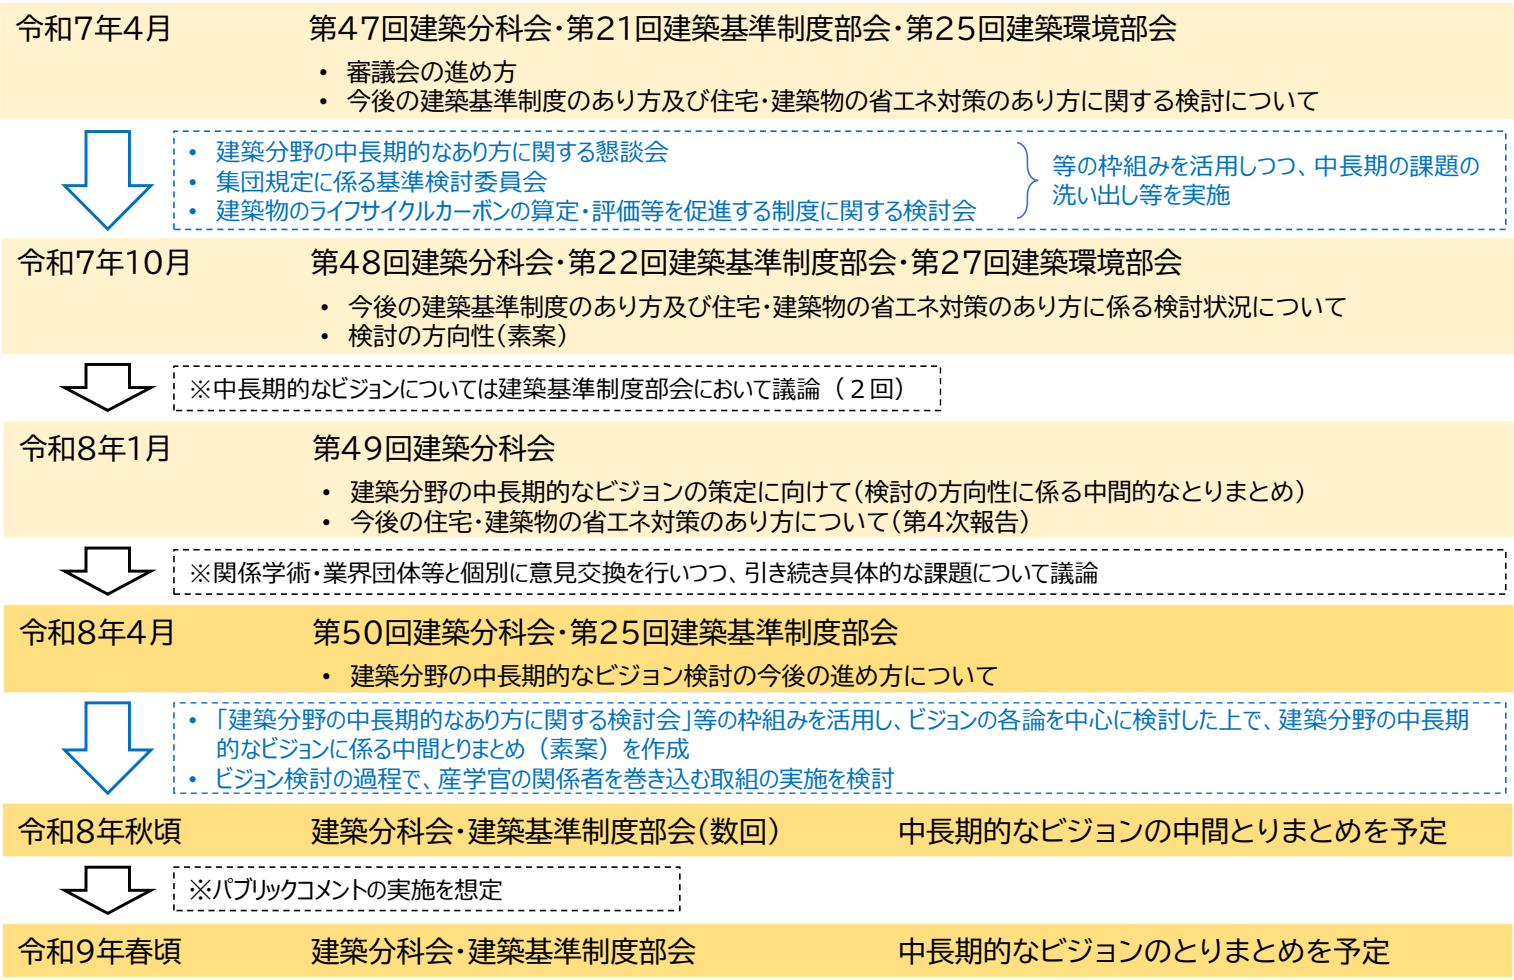 令和7年4月 第47回建築分科会・第21回建築基準制度部会・第25回建築環境部会
• 審議会の進め方
• 今後の建築基準制度のあり方及び住宅・建築物の省エネ対策のあり方に関する検討について
• 建築分野の中長期的なあり方に関する懇談会
• 集団規定に係る基準検討委員会
• 建築物のライフサイクルカーボンの算定・評価等を促進する制度に関する検討会
等の枠組みを活用しつつ、中長期の課題の
洗い出し等を実施
令和7年10月 第48回建築分科会・第22回建築基準制度部会・第27回建築環境部会
• 今後の建築基準制度のあり方及び住宅・建築物の省エネ対策のあり方に係る検討状況について
• 検討の方向性(素案)
※中長期的なビジョンについては建築基準制度部会において議論（２回）
令和8年1月 第49回建築分科会
• 建築分野の中長期的なビジョンの策定に向けて(検討の方向性に係る中間的なとりまとめ)
• 今後の住宅・建築物の省エネ対策のあり方について(第4次報告)
※関係学術・業界団体等と個別に意見交換を行いつつ、引き続き具体的な課題について議論
令和8年4月 第50回建築分科会・第25回建築基準制度部会
• 建築分野の中長期的なビジョン検討の今後の進め方について
• 「建築分野の中長期的なあり方に関する検討会」等の枠組みを活用し、ビジョンの各論を中心に検討した上で、建築分野の中長期
的なビジョンに係る中間とりまとめ（素案）を作成
• ビジョン検討の過程で、産学官の関係者を巻き込む取組の実施を検討
令和8年秋頃 建築分科会・建築基準制度部会(数回) 中長期的なビジョンの中間とりまとめを予定
※パブリックコメントの実施を想定
令和9年春頃 建築分科会・建築基準制度部会 中長期的なビジョンのとりまとめを予定